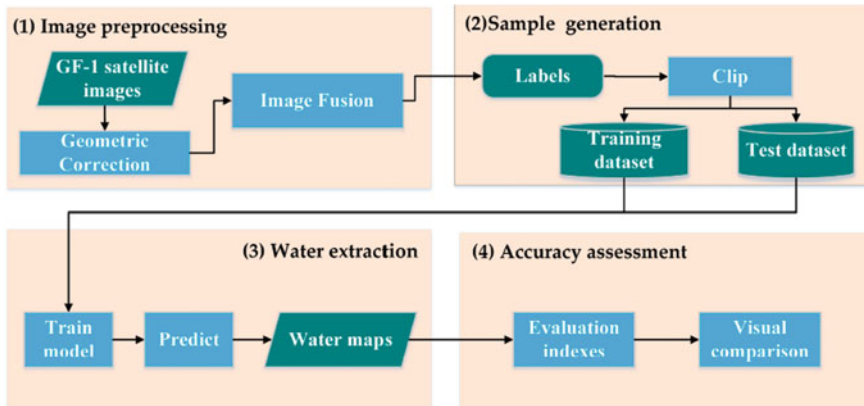 (1) Image preprocessing
GF-1 satellite
images
Geometric
Correction
Image Fusion
(2)Sample generation
Labels
Clip
Training
dataset
Test dataset
(3) Water extraction
Train
model
Predict
Water maps
(4) Accuracy assessment
Evaluation
indexes
Visual
comparison